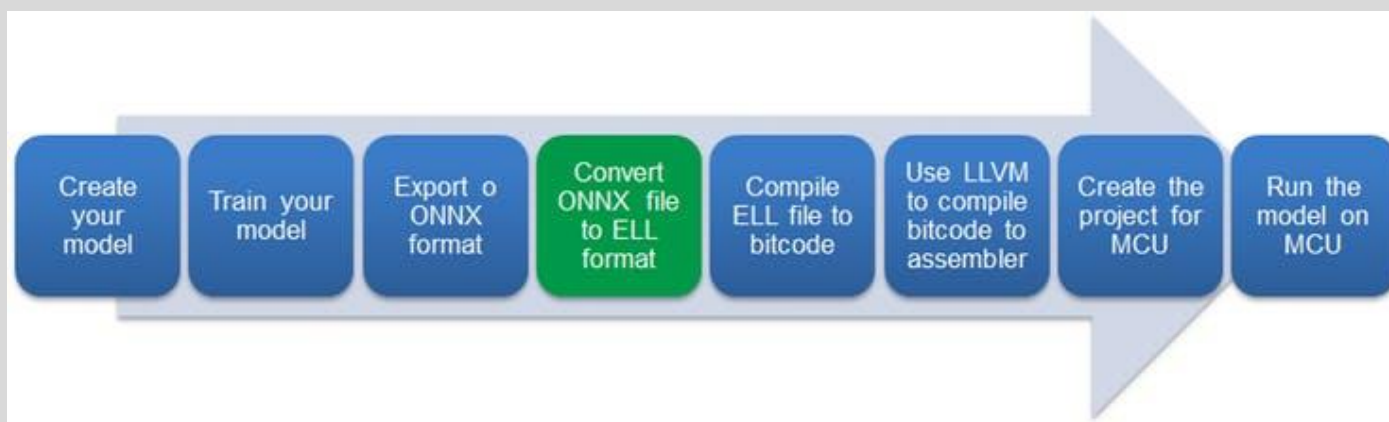 Create
your
model
Train your
model
Export o
ONNX
format
Convert
ONNX file
to ELL
format
Compile
ELL file to
bitcode
Use LLVM
to compile
bitcode to
assembler
Create the
project for
MCU
Run the
model on
MCU